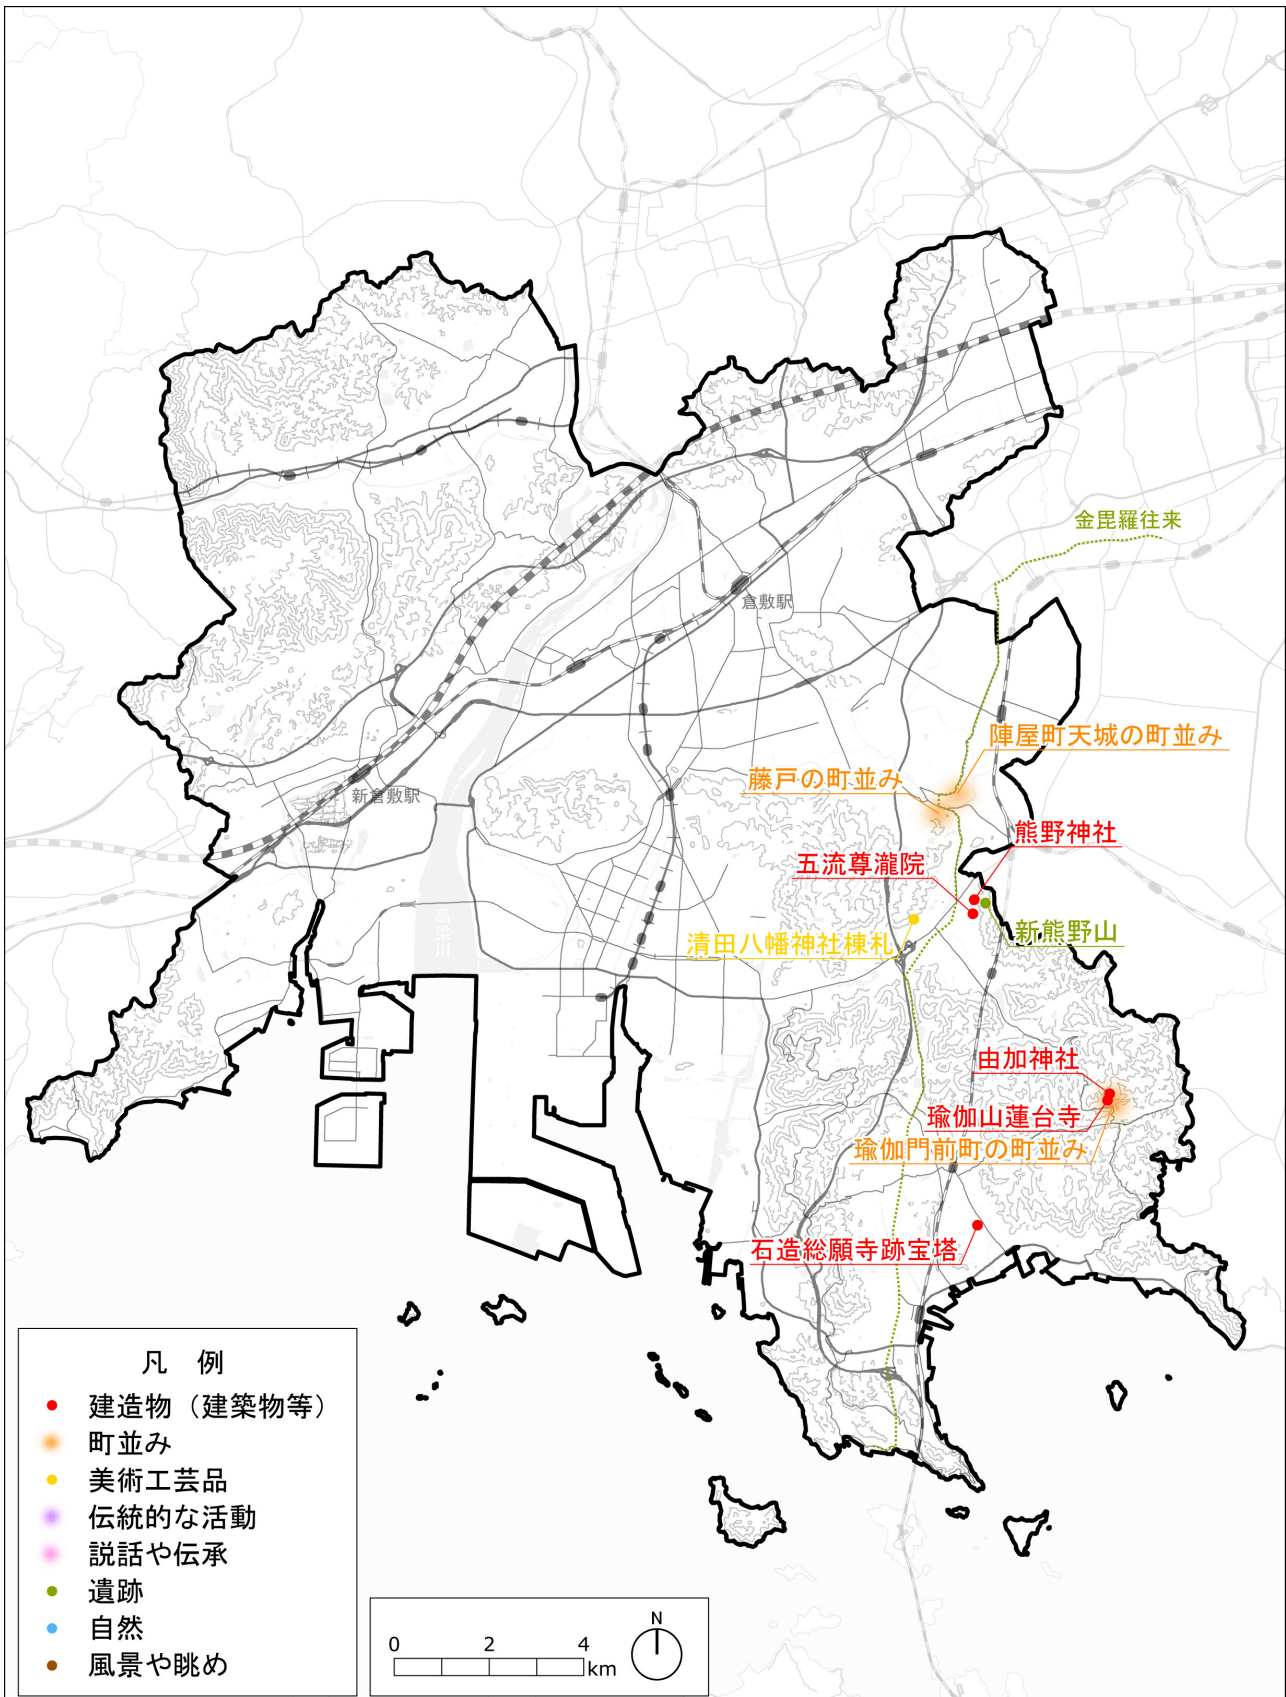 金毘羅往来
倉敷駅
陣屋町天城の町並み
藤戸の町並み
新倉敷駅
熊野神社
五流尊瀧院
高梁川
新熊野山
清田八幡神社棟札
由加神社
瑜伽山蓮台寺
瑜伽門前町の町並み
石造総願寺跡宝塔
凡 例
建造物（建築物等）
町並み
美術工芸品
伝統的な活動
説話や伝承
遺跡
自然
風景や眺め
0 2 4
km
N